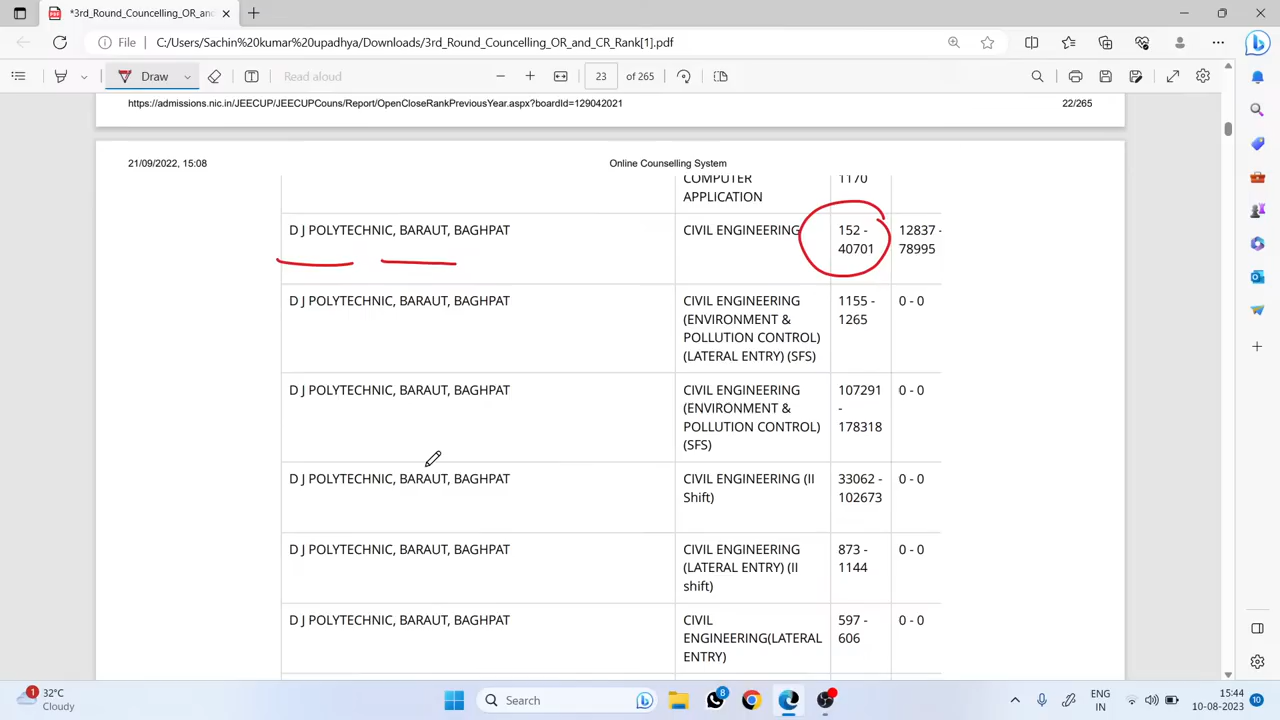 *3rd_Round_Councelling_OR_and
File
C:/Users/Sachin%20kumar%20upadhya/Downloads/3rd_Round_Councelling_OR_and_CR_Rank[1].pdf
Draw
Read aloud
23
of 265
https://admissions.nic.in/JEECUP/JEECUPCouns/Report/OpenCloseRankPreviousYear.aspx?boardId=129042021
22/265
21/09/2022, 15:08
Online Counselling System
COMPUTER
APPLICATION
1170
D J POLYTECHNIC, BARAUT, BAGHPAT
CIVIL ENGINEERING
152 -
40701
12837 -
78995
D J POLYTECHNIC, BARAUT, BAGHPAT
CIVIL ENGINEERING
(ENVIRONMENT &
POLLUTION CONTROL)
(LATERAL ENTRY) (SFS)
1155 -
1265
0 - 0
D J POLYTECHNIC, BARAUT, BAGHPAT
CIVIL ENGINEERING
(ENVIRONMENT &
POLLUTION CONTROL)
(SFS)
107291
-
178318
0 - 0
D J POLYTECHNIC, BARAUT, BAGHPAT
CIVIL ENGINEERING (II
Shift)
33062 -
102673
0 - 0
D J POLYTECHNIC, BARAUT, BAGHPAT
CIVIL ENGINEERING
(LATERAL ENTRY) (II
shift)
873 -
1144
0 - 0
D J POLYTECHNIC, BARAUT, BAGHPAT
CIVIL
ENGINEERING(LATERAL
ENTRY)
597 -
606
0 - 0
1
32°C
Cloudy
Search
8
ENG
IN
15:44
10-08-2023
10